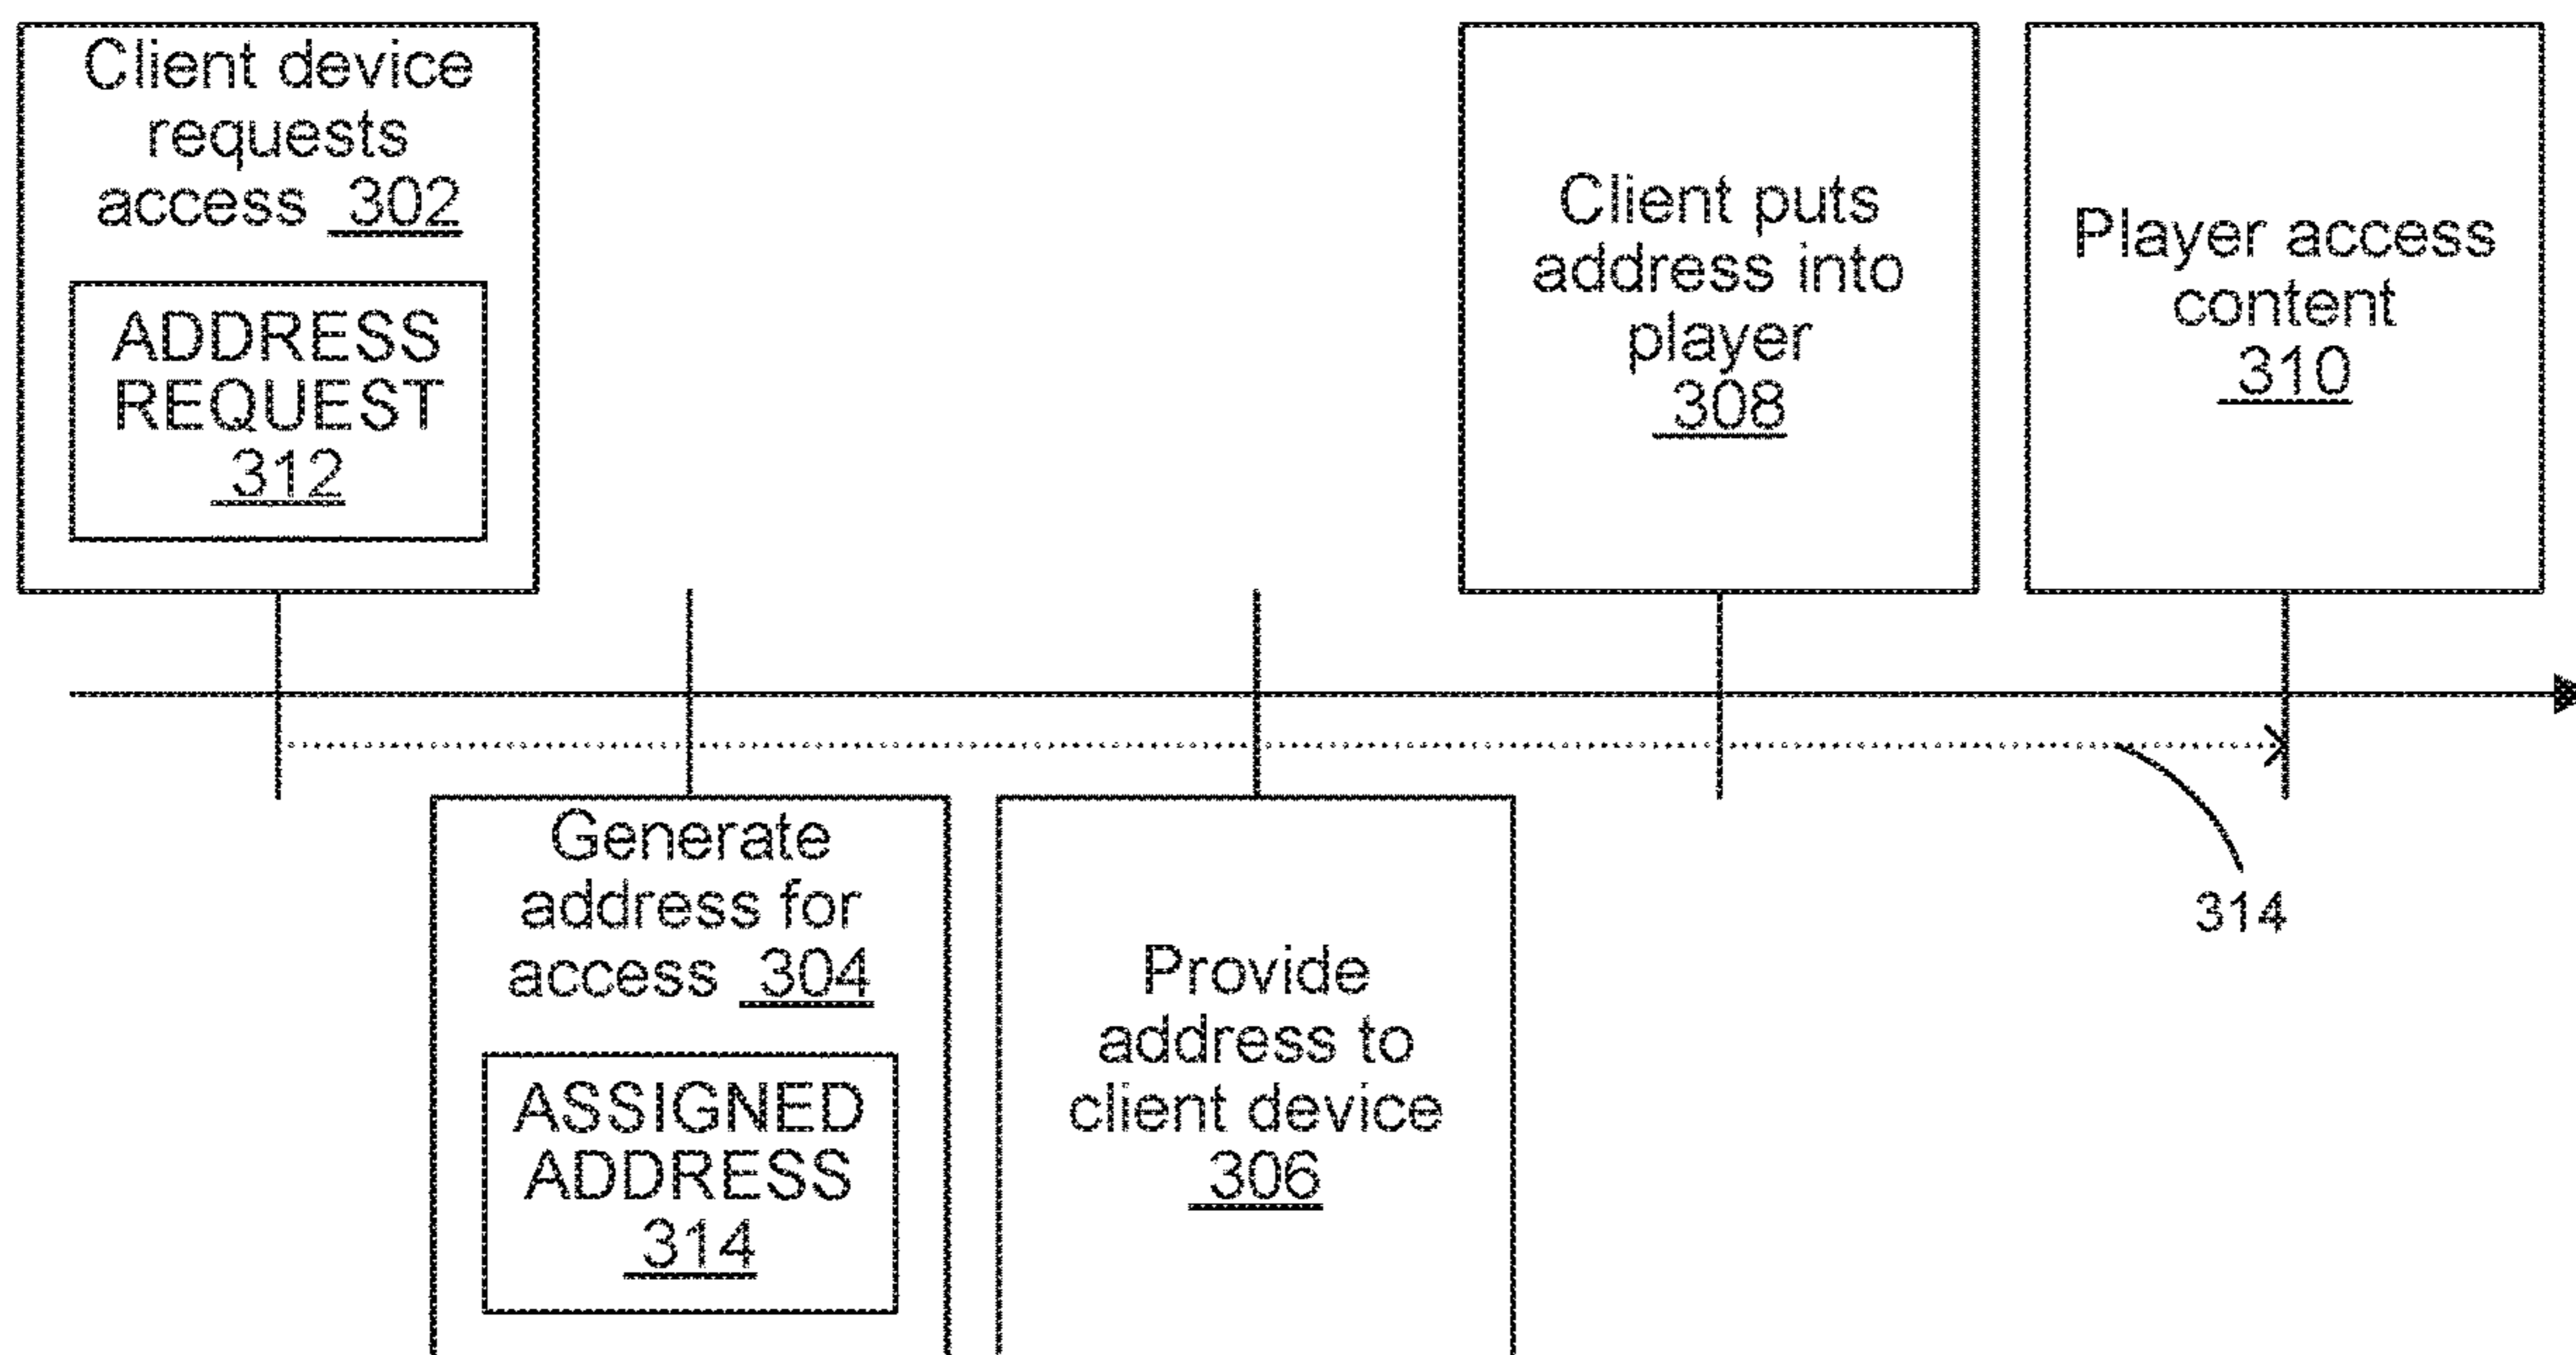 Client device
requests
access 302
ADDRESS
REQUEST
312
Client puts
address into
player
308
Player access
content
310
Generate
address for
access 304
ASSIGNED
ADDRESS
314
Provide
address to
client device
306
314